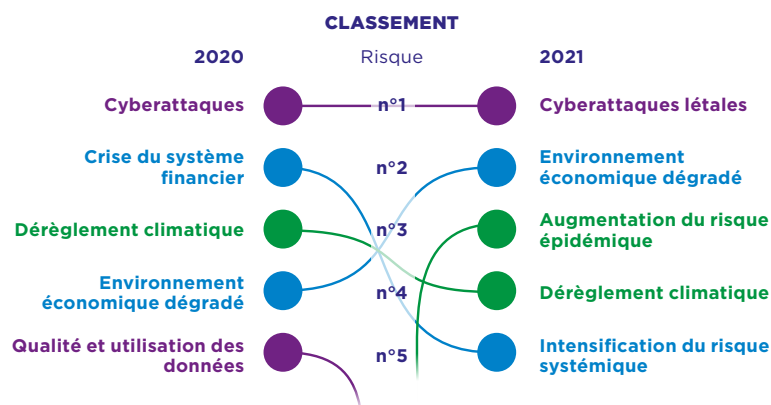 CLASSEMENT
2020
Risque
2021
Cyberattaques
n°1
Cyberattaques létales
Crise du système
financier
n°2
Environnement
économique dégradé
Dérèglement climatique
n°3
Augmentation du risque
épidémique
Environnement
économique dégradé
n°4
Dérèglement climatique
Qualité et utilisation des
données
n°5
Intensification du risque
systémique